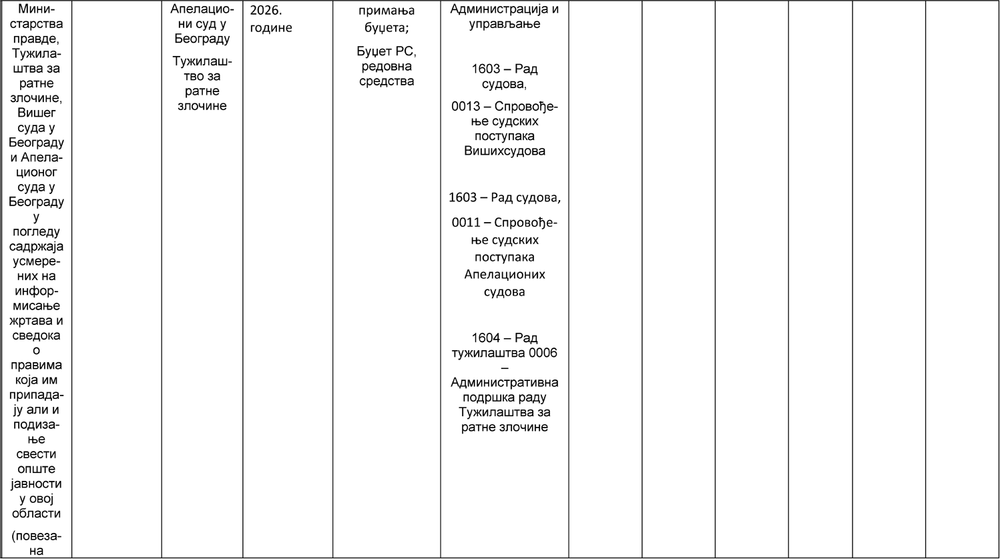 Мини-
старства
правде,
Тужила-
штва за
ратне
злочине,
Вишег
суда у
Београду
и Апела-
ционог
суда у
Београду
у
погледу
садржаја
усмере-
них на
инфор-
мисање
жртава и
сведока
о
правима
која им
припада-
ју али и
подиза-
ње
свести
опште
јавности
у овој
области
(повеза-
на
Апелацио-
ни суд у
Београду
Тужилаш-
тво за
ратне
злочине
2026.
године
примања
буџета;
Буџет РС,
редовна
средства
Администрација и
управљање
1603 – Рад
судова,
0013 – Спровође-
ње судских
поступака
Вишихсудова
1603 – Рад судова,
0011 – Спровође-
ње судских
поступака
Апелационих
судова
1604 – Рад
тужилаштва 0006
–
Административна
подршка раду
Тужилаштва за
ратне злочине